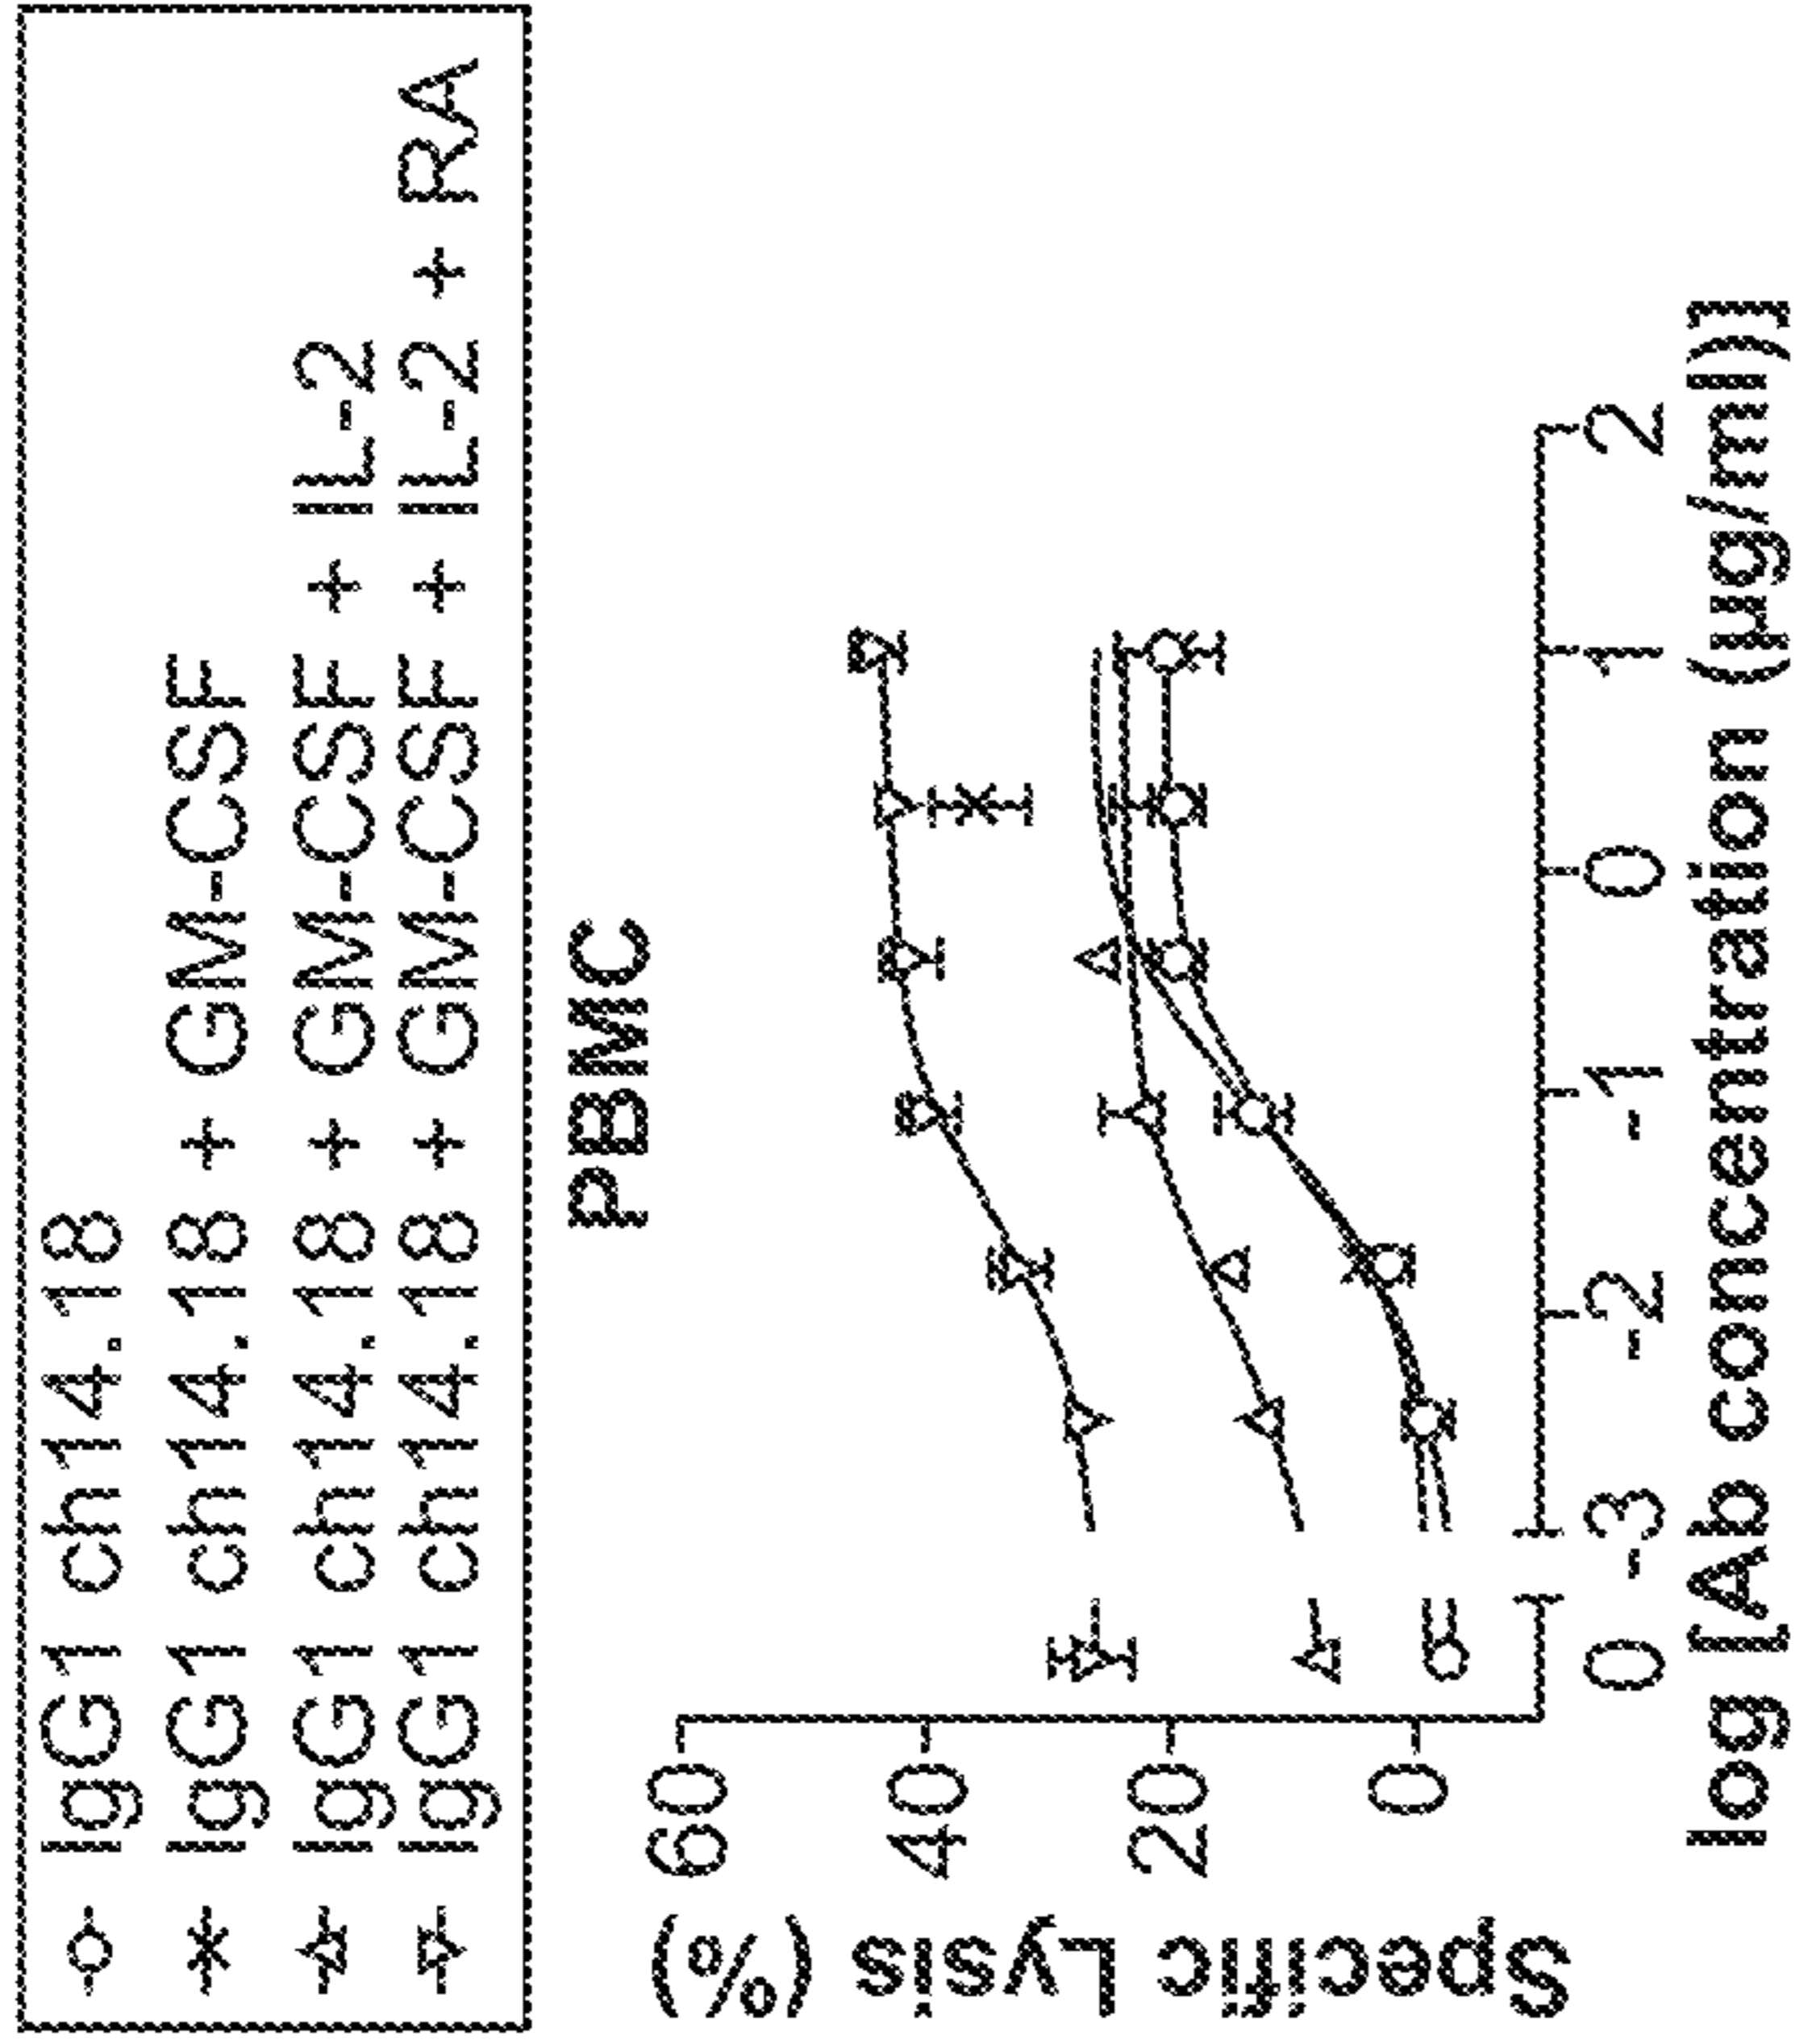 IgG1 ch14.18
IgG1 ch14.18 + GM-CSF
IgG1 ch14.18 + GM-CSF + IL-2
IgG1 ch14.18 + GM-CSF + IL-2 + RA
PBMC
Specific Lysis (%)
60
40
20
0
0 -3 -2 -1 0 1 2
log [Ab concentration (µg/ml)]